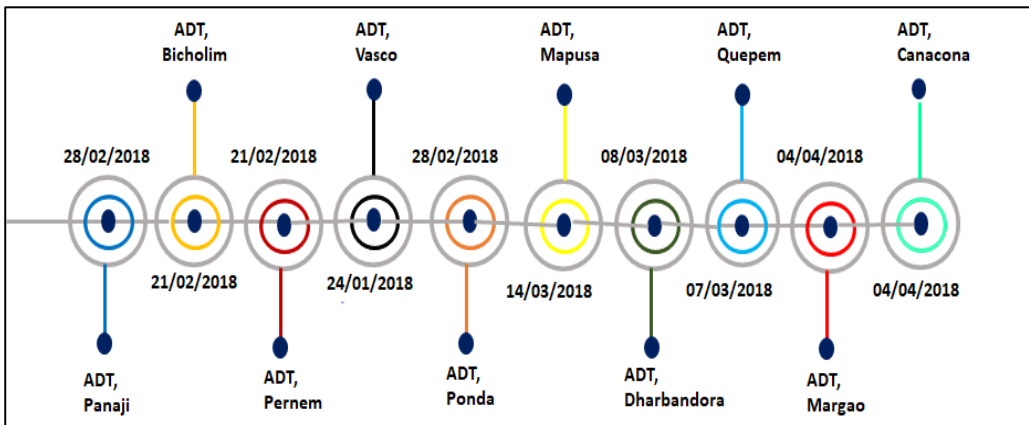 ADT,
Bicholim
ADT,
Vasco
ADT,
Mapusa
ADT,
Quepem
ADT,
Canacona
28/02/2018
21/02/2018
28/02/2018
08/03/2018
04/04/2018
21/02/2018
24/01/2018
14/03/2018
07/03/2018
04/04/2018
ADT,
Panaji
ADT,
Pernem
ADT,
Ponda
ADT,
Dharbandora
ADT,
Margao